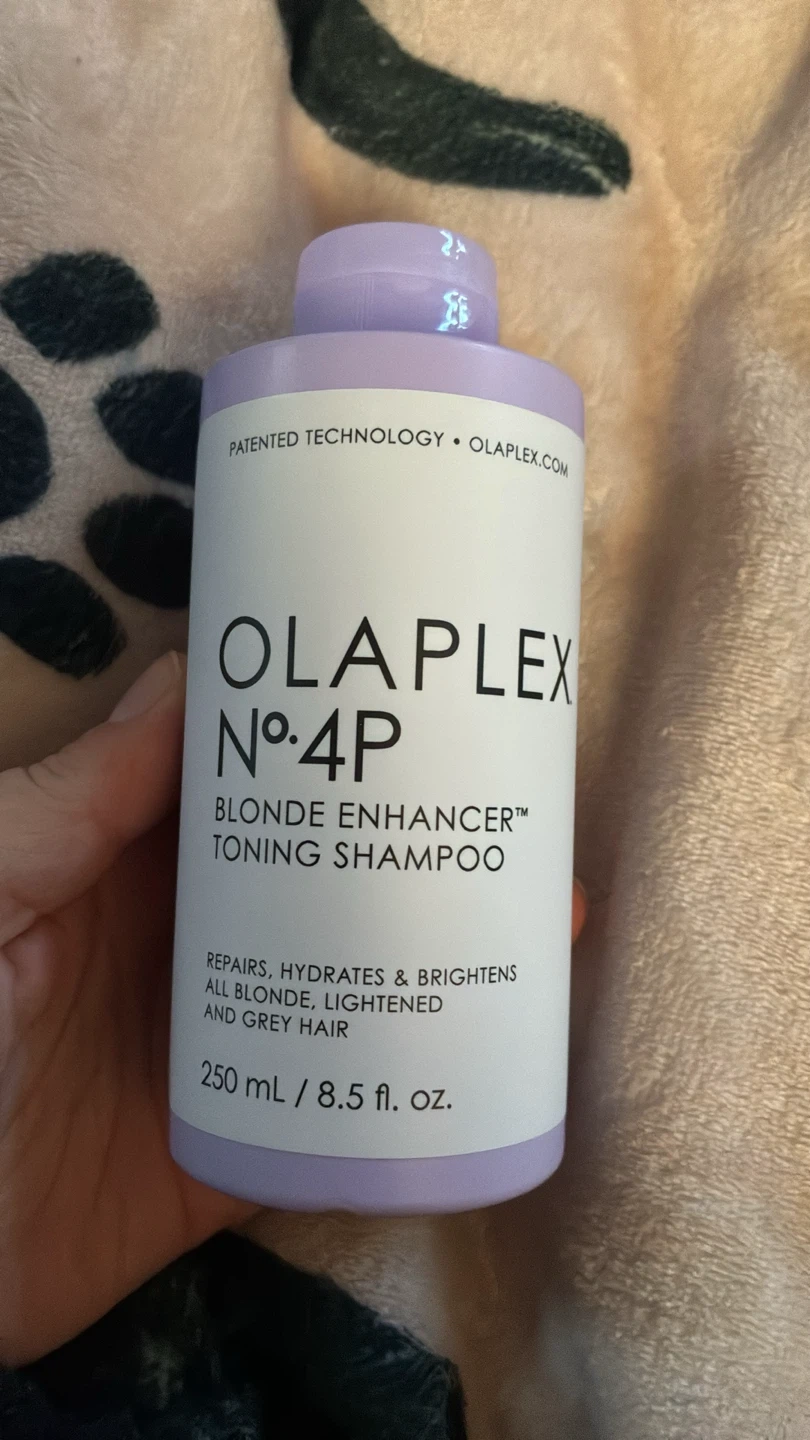 PATENTED TECHNOLOGY • OLAPLEX.COM
OLAPLEX
Nº.4P
BLONDE ENHANCER™
TONING SHAMPOO
REPAIRS, HYDRATES & BRIGHTENS
ALL BLONDE, LIGHTENED
AND GREY HAIR
250 mL / 8.5 fl. oz.